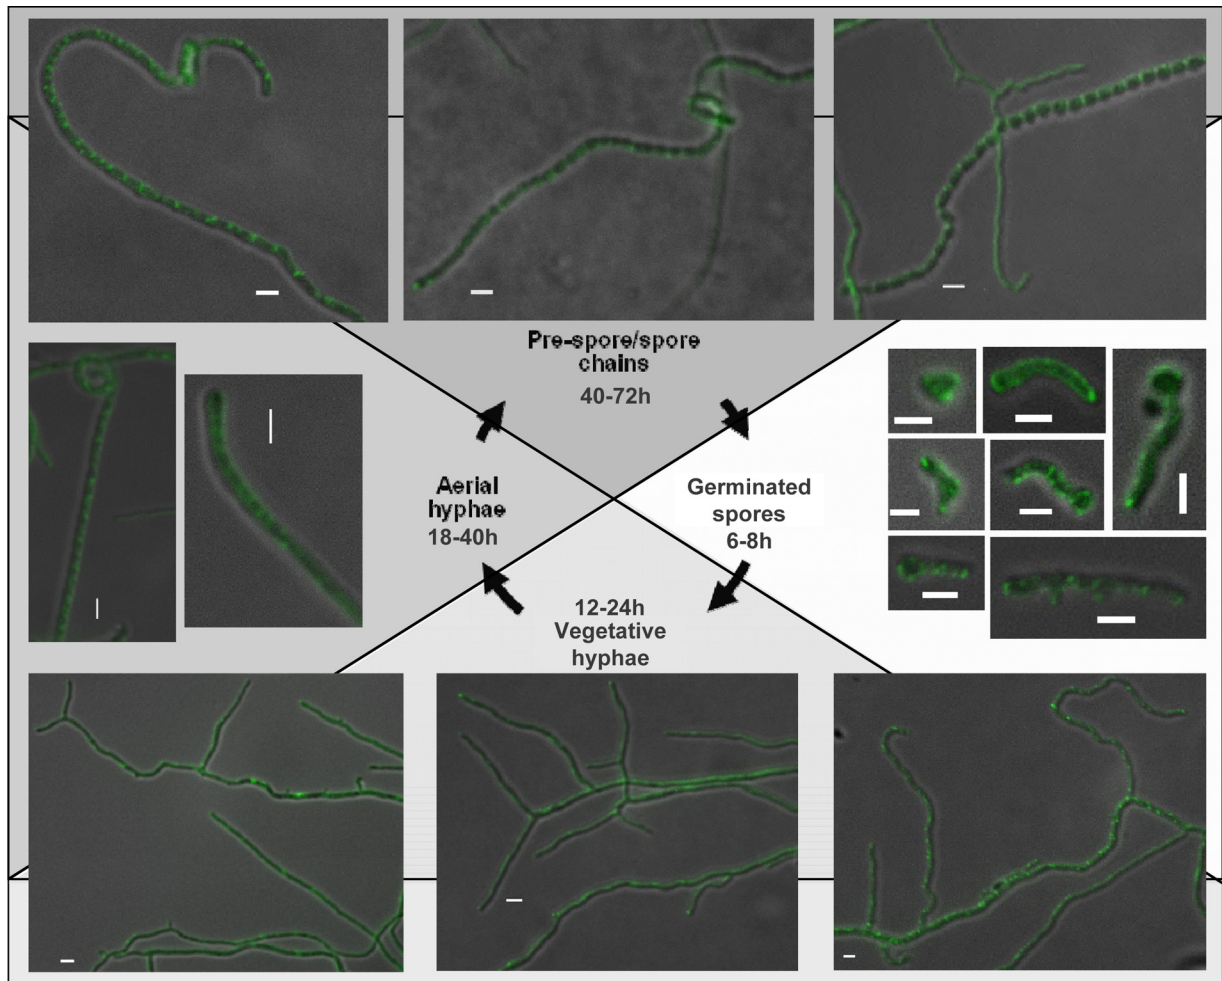 Pre-spore/spore
chains
40-72h
Aerial
hyphae
18-40h
Germinated
spores
6-8h
12-24h
Vegetative
hyphae